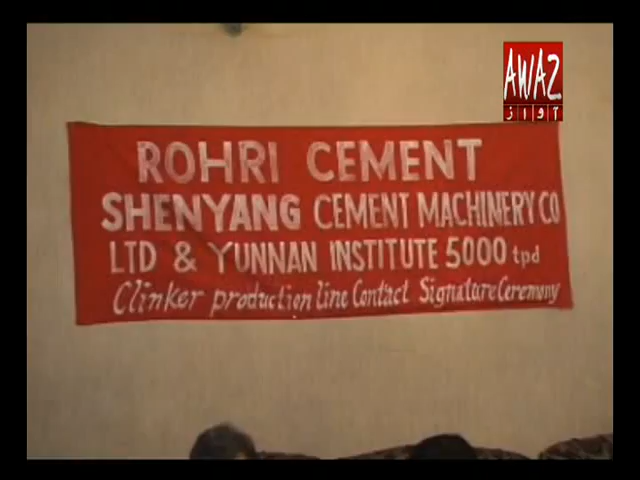 AWAZ
آواز
ROHRI CEMENT
SHENYANG CEMENT MACHINERY CO
LTD & YUNNAN INSTITUTE 5000 tpd
Clinker production line Contact Signature Ceremony